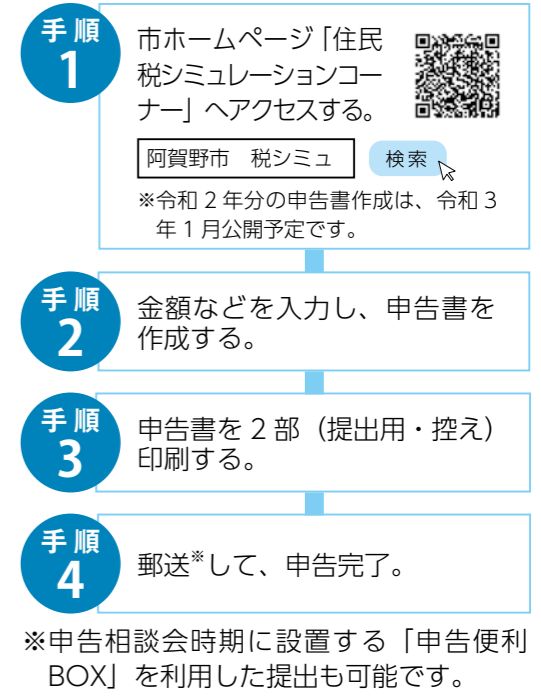 手順
1
市ホームページ「住民
税シミュレーションコー
ナー」へアクセスする。
阿賀野市　税シミュ
検索
※令和2年分の申告書作成は、令和3
年1月公開予定です。
手順
2
金額などを入力し、申告書を
作成する。
手順
3
申告書を2部（提出用・控え）
印刷する。
手順
4
郵送※して、申告完了。
※申告相談会時期に設置する「申告便利
BOX」を利用した提出も可能です。